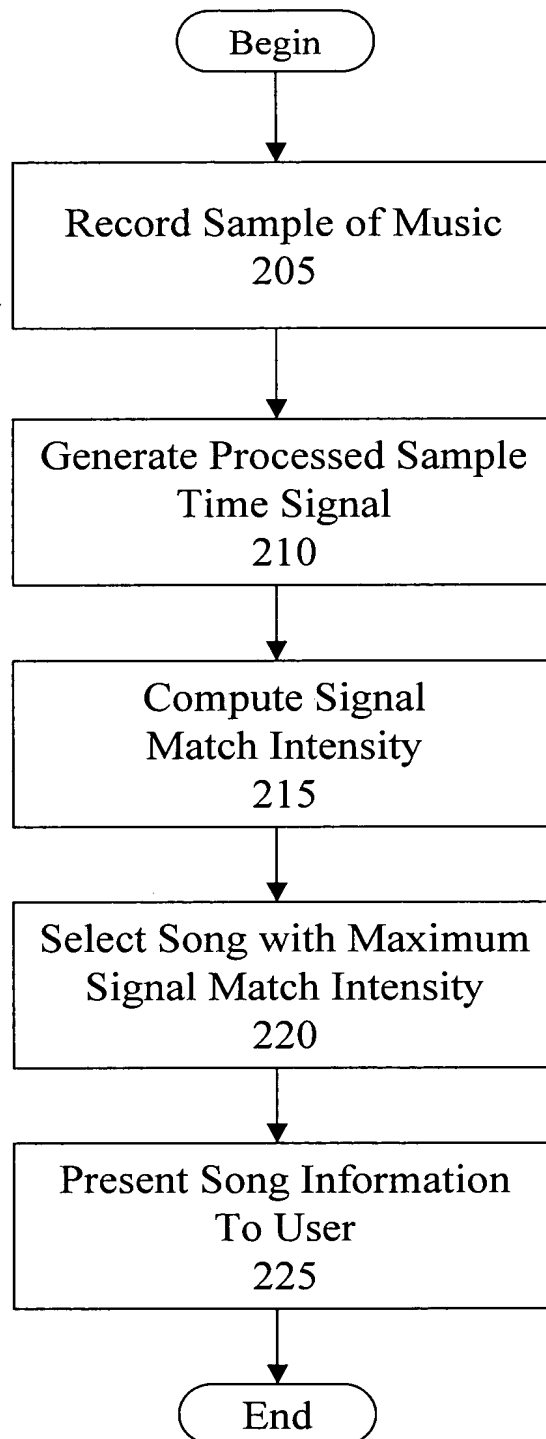 Begin
Record Sample of Music
205
Generate Processed Sample
Time Signal
210
Compute Signal
Match Intensity
215
Select Song with Maximum
Signal Match Intensity
220
Present Song Information
To User
225
End